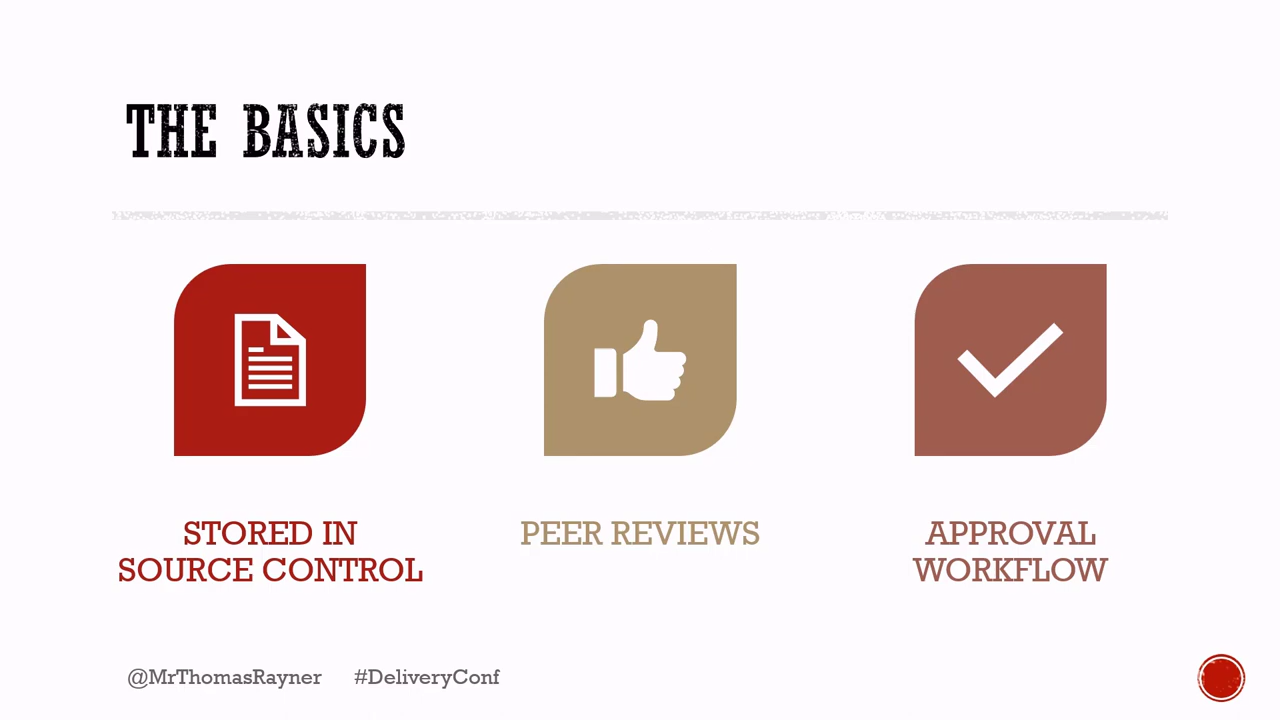 THE BASICS
STORED IN
SOURCE CONTROL
PEER REVIEWS
APPROVAL
WORKFLOW
@MrThomasRayner #DeliveryConf